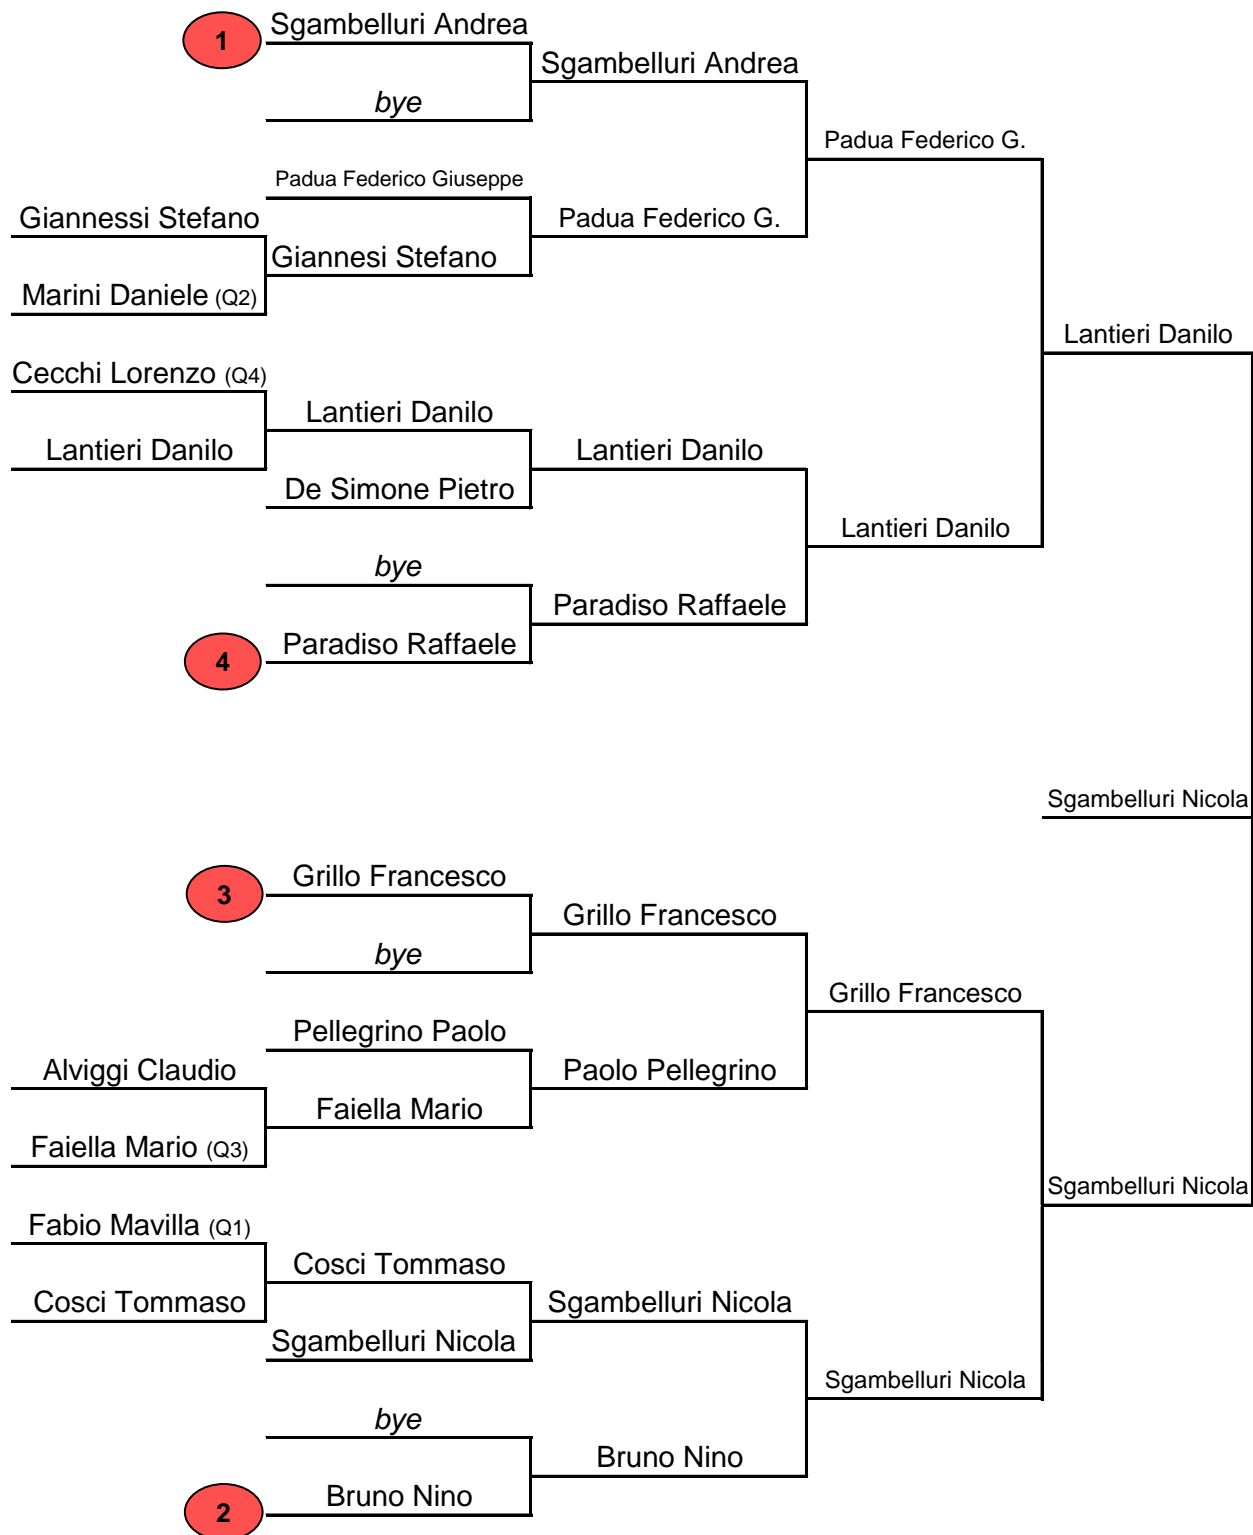 1
Sgambelluri Andrea
Sgambelluri Andrea
bye
Padua Federico G.
Padua Federico Giuseppe
Giannessi Stefano
Padua Federico G.
Giannesi Stefano
Marini Daniele (Q2)
Lantieri Danilo
Cecchi Lorenzo (Q4)
Lantieri Danilo
Lantieri Danilo
Lantieri Danilo
De Simone Pietro
Lantieri Danilo
bye
Paradiso Raffaele
4
Paradiso Raffaele
Sgambelluri Nicola
3
Grillo Francesco
Grillo Francesco
bye
Grillo Francesco
Pellegrino Paolo
Alviggi Claudio
Paolo Pellegrino
Faiella Mario
Faiella Mario (Q3)
Sgambelluri Nicola
Fabio Mavilla (Q1)
Cosci Tommaso
Cosci Tommaso
Sgambelluri Nicola
Sgambelluri Nicola
Sgambelluri Nicola
bye
Bruno Nino
Bruno Nino
2